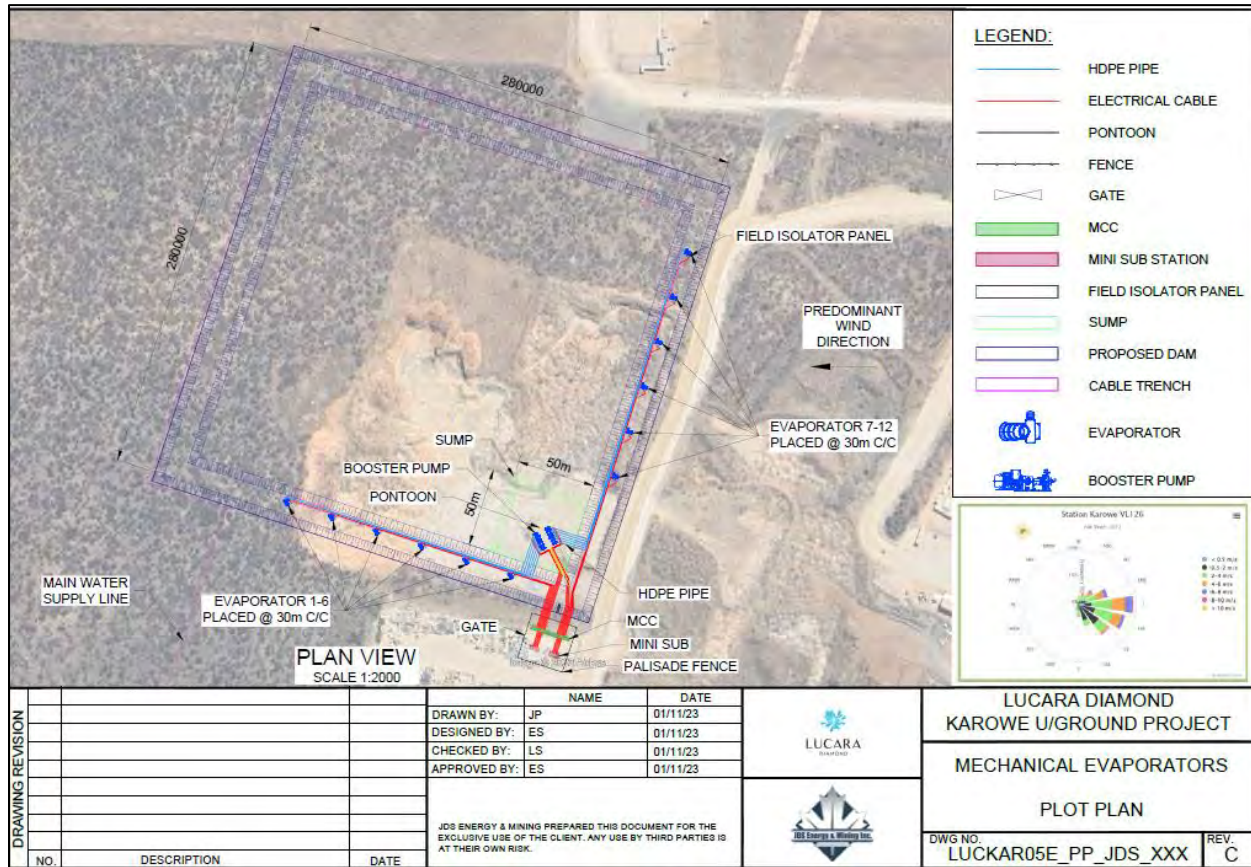 280000
280000
FIELD ISOLATOR PANEL
PREDOMINANT
WIND
DIRECTION
EVAPORATOR 7-12
PLACED @ 30m C/C
SUMP
50m
BOOSTER PUMP
50m
PONTOON
MAIN WATER
SUPPLY LINE
EVAPORATOR 1-6
PLACED @ 30m C/C
HDPE PIPE
GATE
MCC
MINI SUB
PALISADE FENCE
PLAN VIEW
SCALE 1:2000
LEGEND:
HDPE PIPE
ELECTRICAL CABLE
PONTOON
FENCE
GATE
MCC
MINI SUB STATION
FIELD ISOLATOR PANEL
SUMP
PROPOSED DAM
CABLE TRENCH
EVAPORATOR
BOOSTER PUMP
Station Karowe VLI Z6
DRAWING REVISION
NO. DESCRIPTION DATE
NAME DATE
DRAWN BY: JP 01/11/23
DESIGNED BY: ES 01/11/23
CHECKED BY: LS 01/11/23
APPROVED BY: ES 01/11/23
JDS ENERGY & MINING PREPARED THIS DOCUMENT FOR THE
EXCLUSIVE USE OF THE CLIENT. ANY USE BY THIRD PARTIES IS
AT THEIR OWN RISK.
LUCARA
DIAMOND
JDS Energy & Mining Inc.
LUCARA DIAMOND
KAROWE U/GROUND PROJECT
MECHANICAL EVAPORATORS
PLOT PLAN
DWG NO.
LUCKAR05E_PP_JDS_XXX
REV.
C